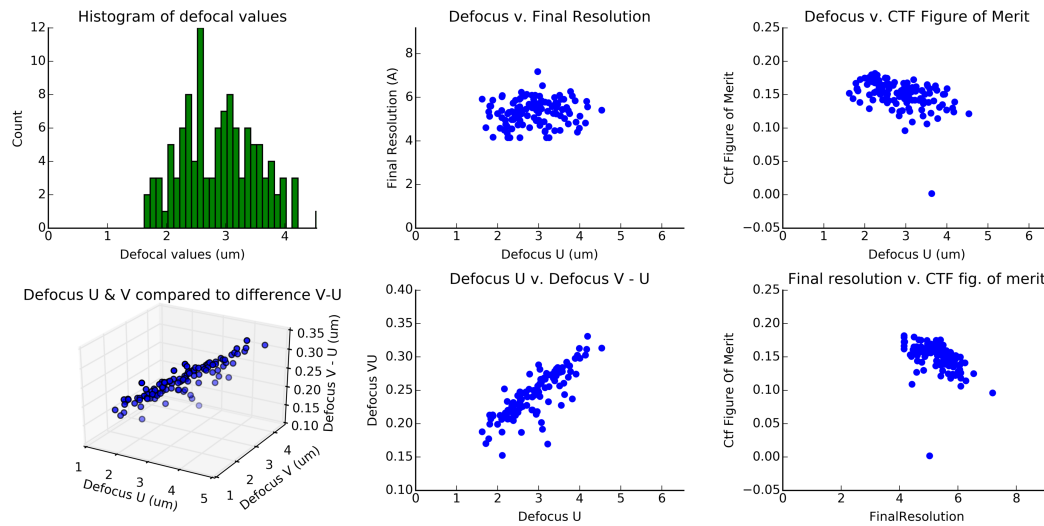 Histogram of defocal values
12
10
8
6
4
2
0
Count
0 1 2 3 4
Defocal values (um)
Defocus v. Final Resolution
8
6
4
2
0
Final Resolution (A)
0 1 2 3 4 5 6
Defocus U (um)
Defocus v. CTF Figure of Merit
0.25
0.20
0.15
0.10
0.05
0.00
−0.05
Ctf Figure of Merit
0 1 2 3 4 5 6
Defocus U (um)
Defocus U & V compared to difference V-U
0.35
0.30
0.25
0.20
0.15
0.10
Defocus V - U (um)
1 2 3 4 5
Defocus U (um)
1 2 3 4
Defocus V (um)
Defocus U v. Defocus V - U
0.40
0.35
0.30
0.25
0.20
0.15
0.10
Defocus VU
0 1 2 3 4 5 6
Defocus U
Final resolution v. CTF fig. of merit
0.25
0.20
0.15
0.10
0.05
0.00
−0.05
Ctf Figure Of Merit
0 2 4 6 8
FinalResolution